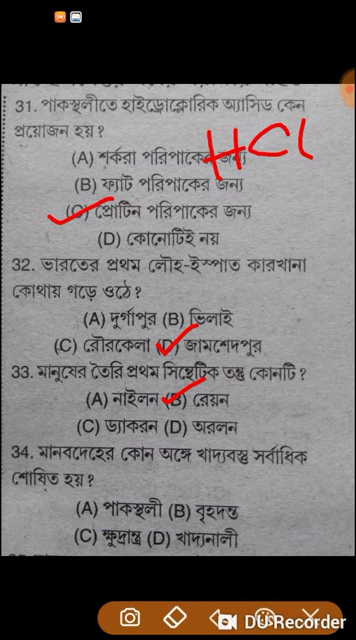 31. পাকস্থলীতে হাইড্রোক্লোরিক অ্যাসিড কেন
প্রয়োজন হয়?
(A) শর্করা পরিপাকের জন্য
HCl
(B) ফ্যাট পরিপাকের জন্য
(C) প্রোটিন পরিপাকের জন্য
(D) কোনোটিই নয়
32. ভারতের প্রথম লৌহ-ইস্পাত কারখানা
কোথায় গড়ে ওঠে?
(A) দুর্গাপুর (B) ভিলাই
(C) রৌরকেলা (D) জামশেদপুর
33. মানুষের তৈরি প্রথম সিন্থেটিক তন্তু কোনটি?
(A) নাইলন (B) রেয়ন
(C) ড্যাকরন (D) অরলন
34. মানবদেহের কোন অঙ্গে খাদ্যবস্তু সর্বাধিক
শোষিত হয়?
(A) পাকস্থলী (B) বৃহদন্ত্র
(C) ক্ষুদ্রান্ত্র (D) খাদ্যনালী
DU Recorder